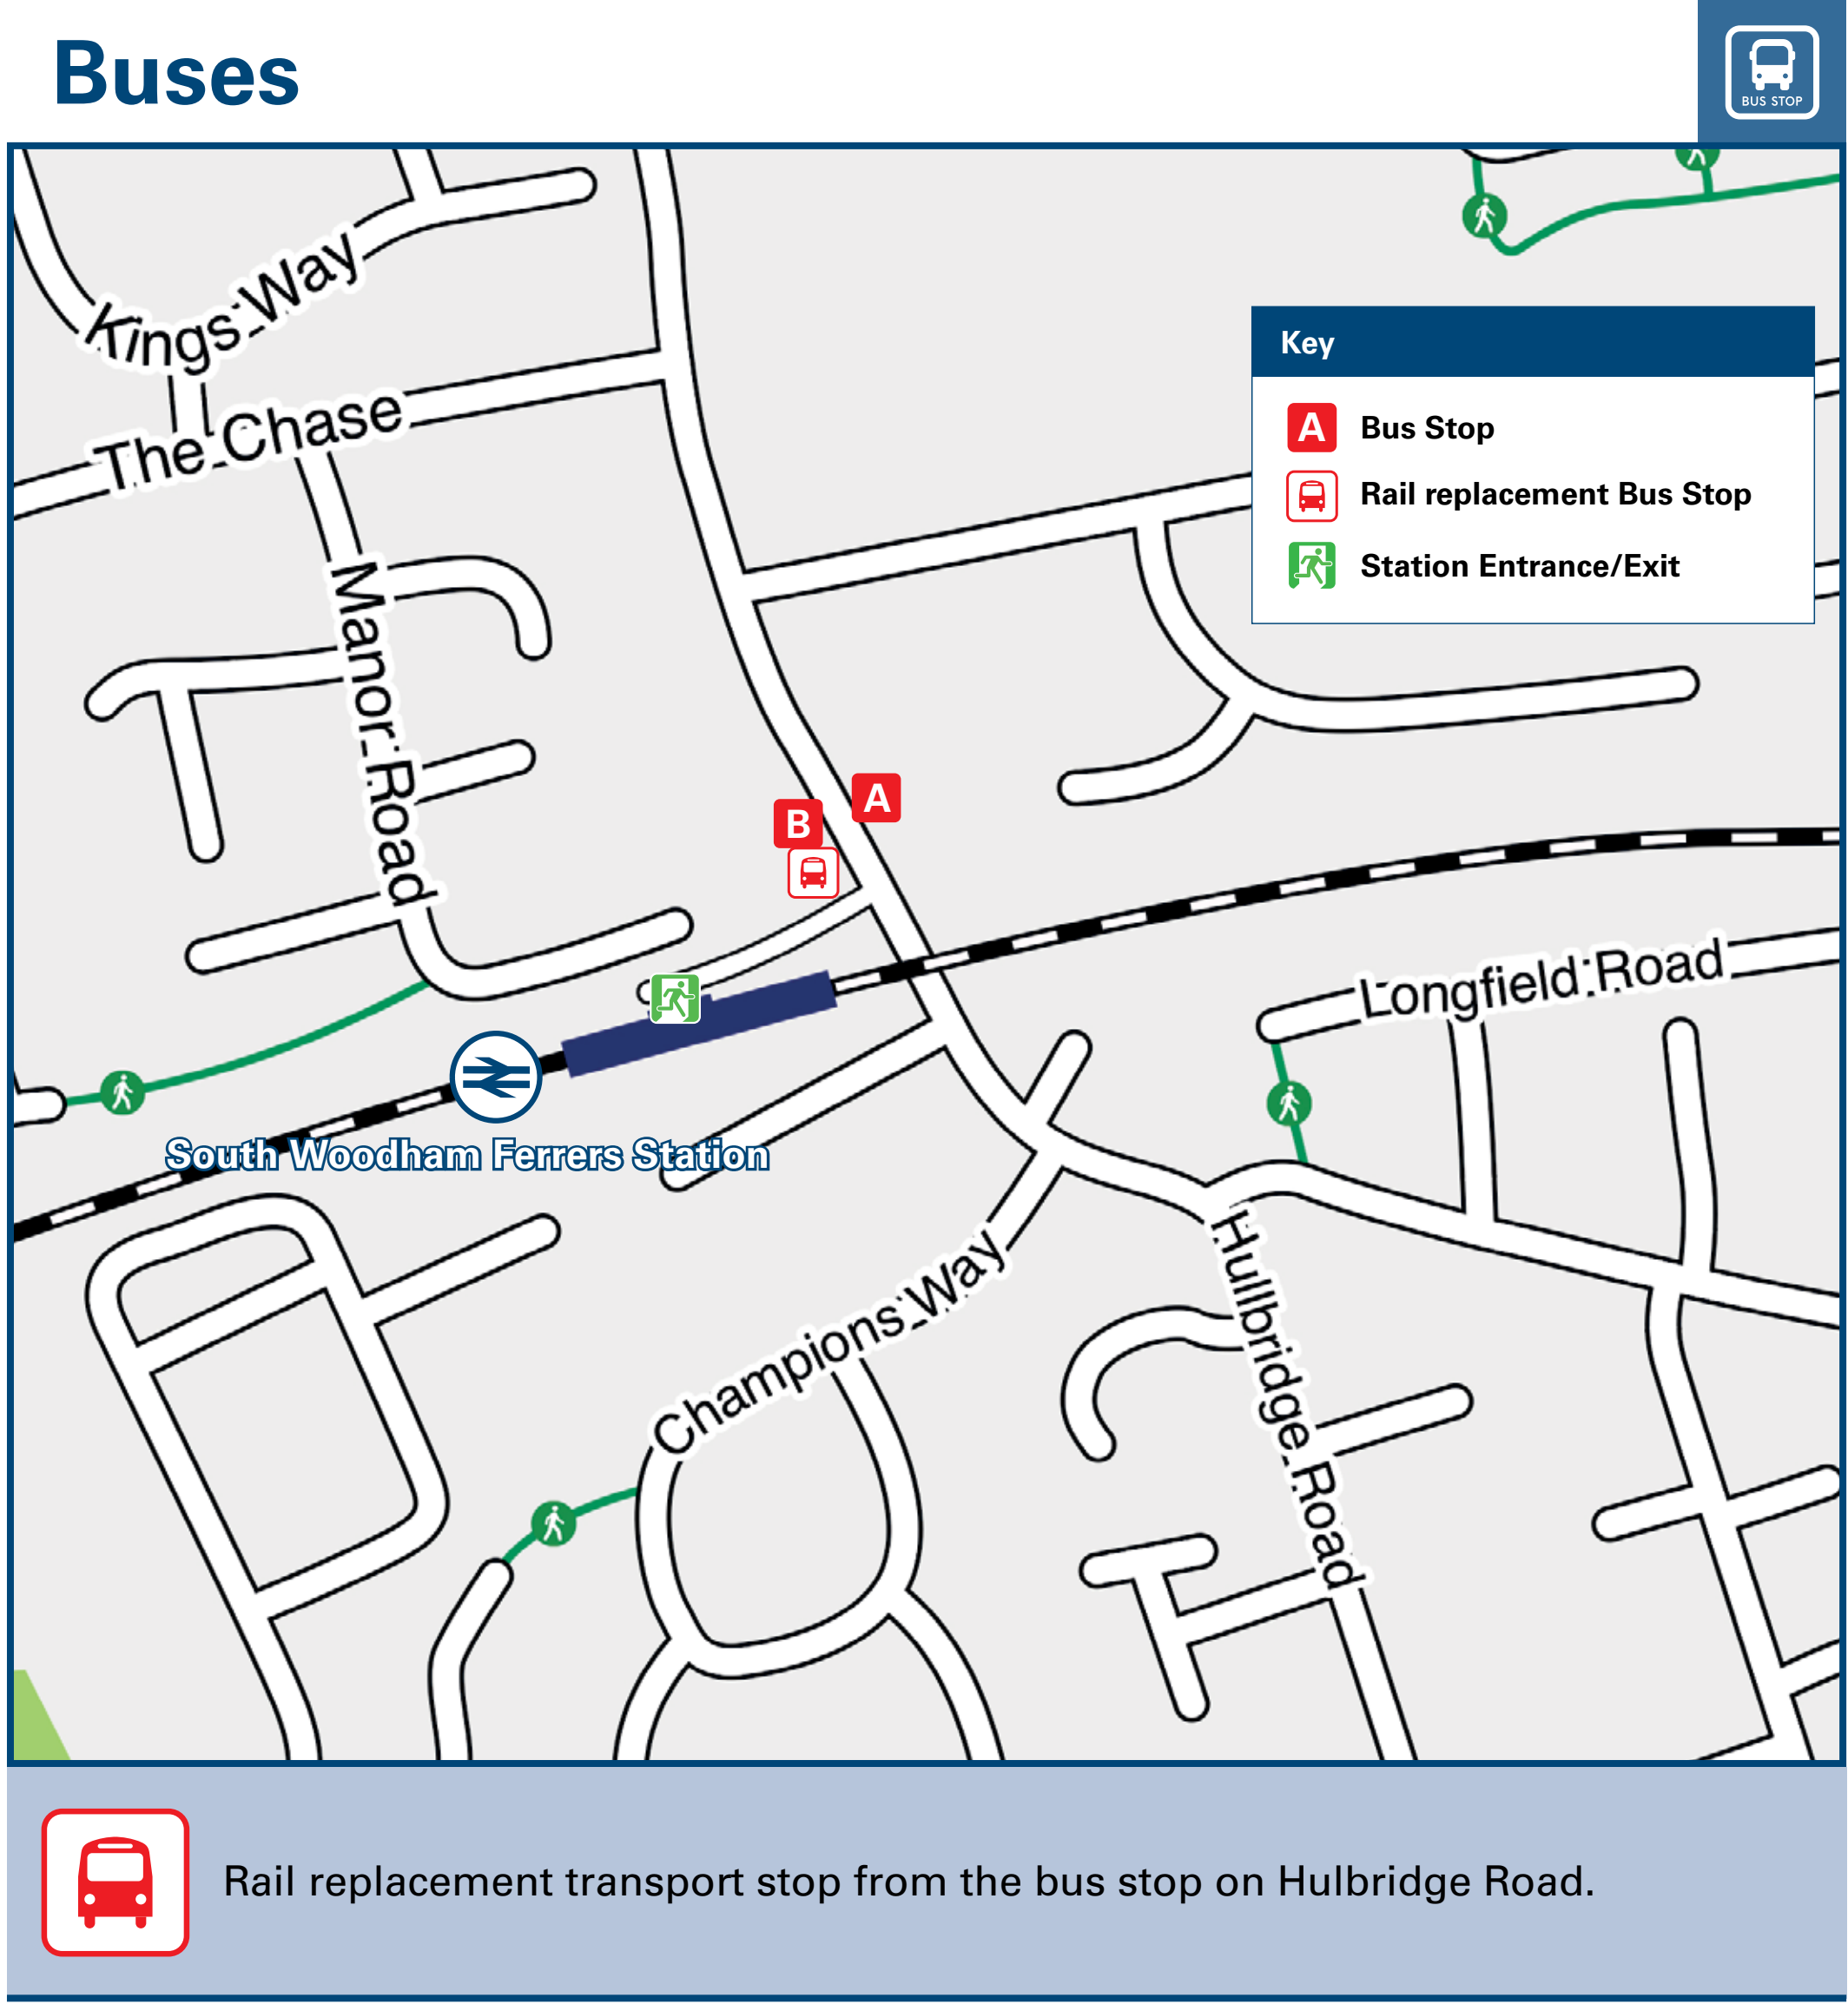 Buses
BUS STOP
Kings Way
The Chase
Manor Road
Key
A Bus Stop
Rail replacement Bus Stop
Station Entrance/Exit
A
B
Longfield Road
South Woodham Ferrers Station
Champions Way
Hullbridge Road
Rail replacement transport stop from the bus stop on Hulbridge Road.